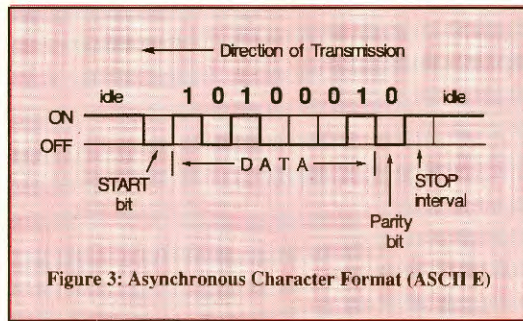 Direction of Transmission
idle 1 0 1 0 0 0 1 0 idle
ON
OFF
START bit
D A T A
Parity bit
STOP interval
Figure 3: Asynchronous Character Format (ASCII E)